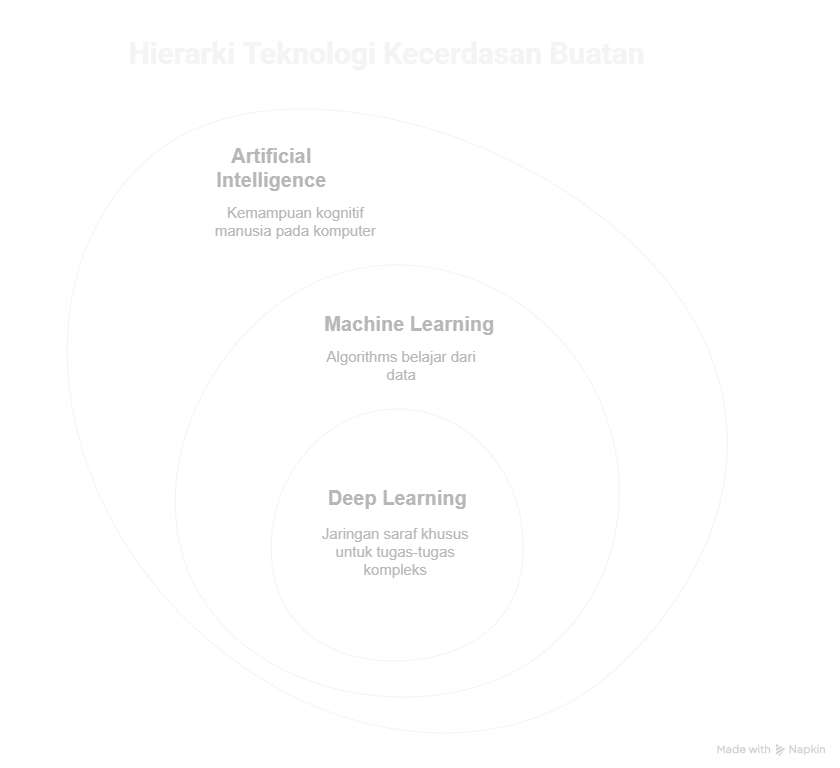 Hierarki Teknologi Kecerdasan Buatan
Artificial
Intelligence
Kemampuan kognitif
manusia pada komputer
Machine Learning
Algorithms belajar dari
data
Deep Learning
Jaringan saraf khusus
untuk tugas-tugas
kompleks
Made with Napkin